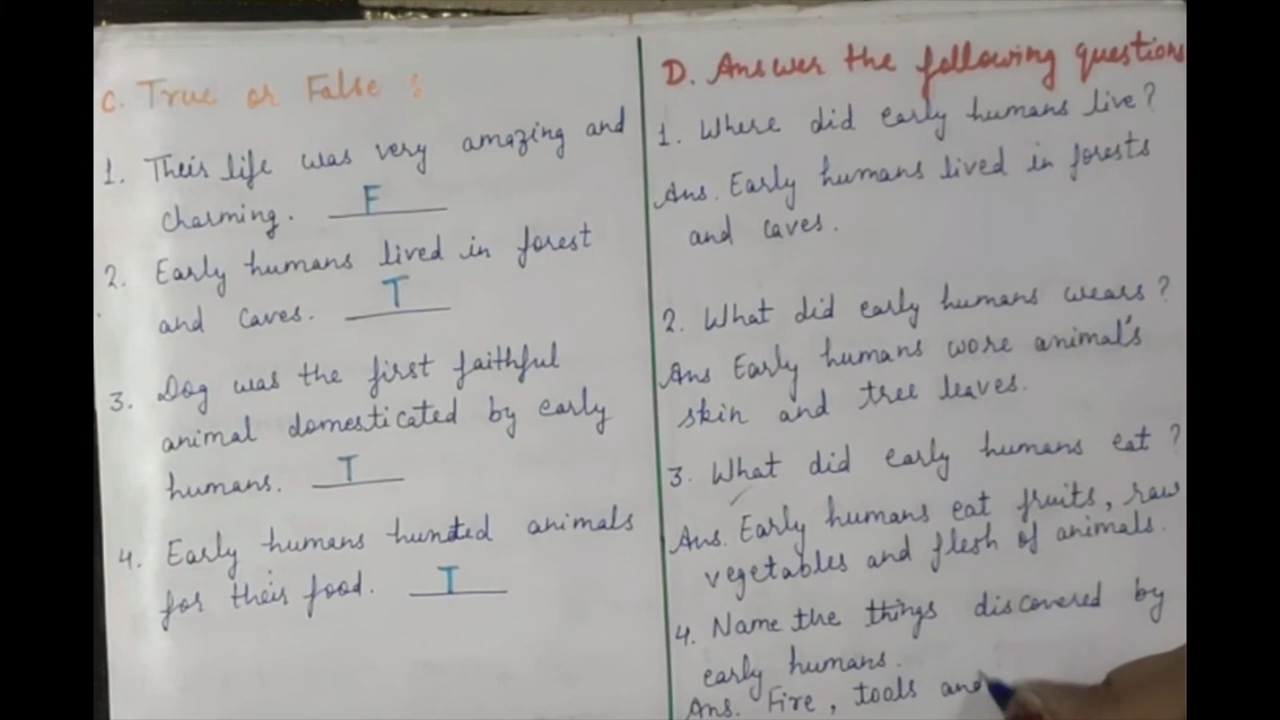 C. True or False :
1. Their life was very amazing and
charming. F
2. Early humans lived in forest
and caves. T
3. Dog was the first faithful
animal domesticated by early
humans. T
4. Early humans hunted animals
for their food. T
D. Answer the following questions
1. Where did early humans live?
Ans. Early humans lived in forests
and caves.
2. What did early humans wears?
Ans Early humans wore animal's
skin and tree leaves.
3. What did early humans eat?
Ans. Early humans eat fruits, raw
vegetables and flesh of animals.
4. Name the things discovered by
early humans.
Ans. Fire, tools and